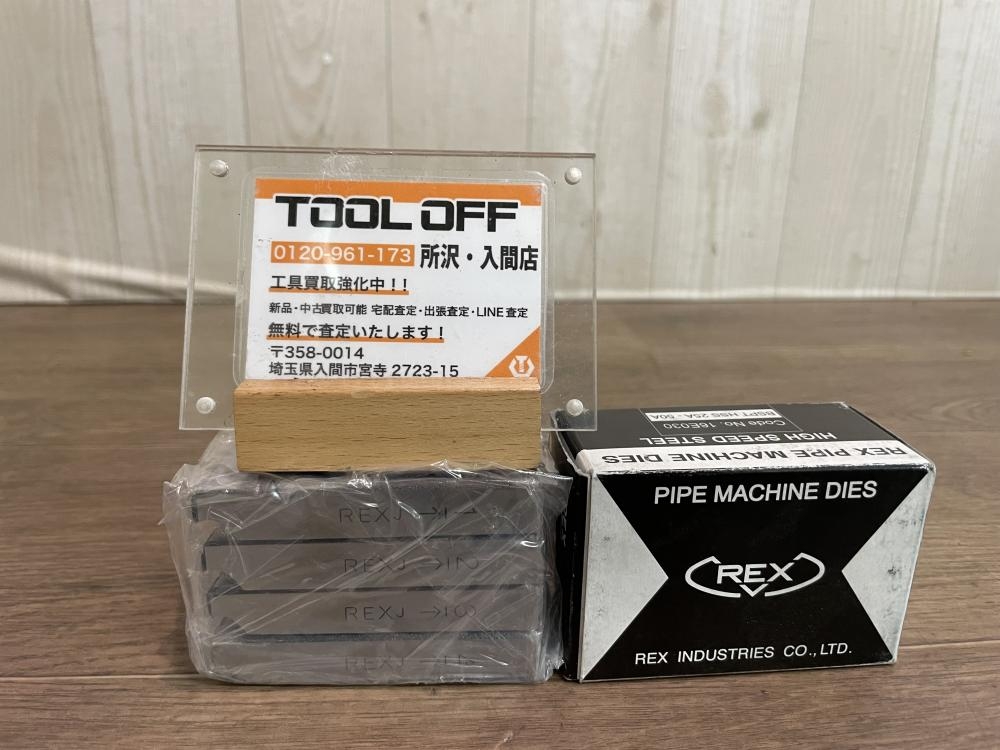 TOOL OFF
0120-961-173 所沢・入間店
工具買取強化中！！
新品・中古買取可能 宅配査定・出張査定・LINE査定
無料で査定いたします！
〒358-0014
埼玉県入間市宮寺 2723-15
REXJ
REXJ
REXJ
REXJ
BSPT HSS 25A - 50A
Code No. 16E030
HIGH SPEED STEEL
REX PIPE MACHINE DIES
PIPE MACHINE DIES
REX
REX INDUSTRIES CO.,LTD.